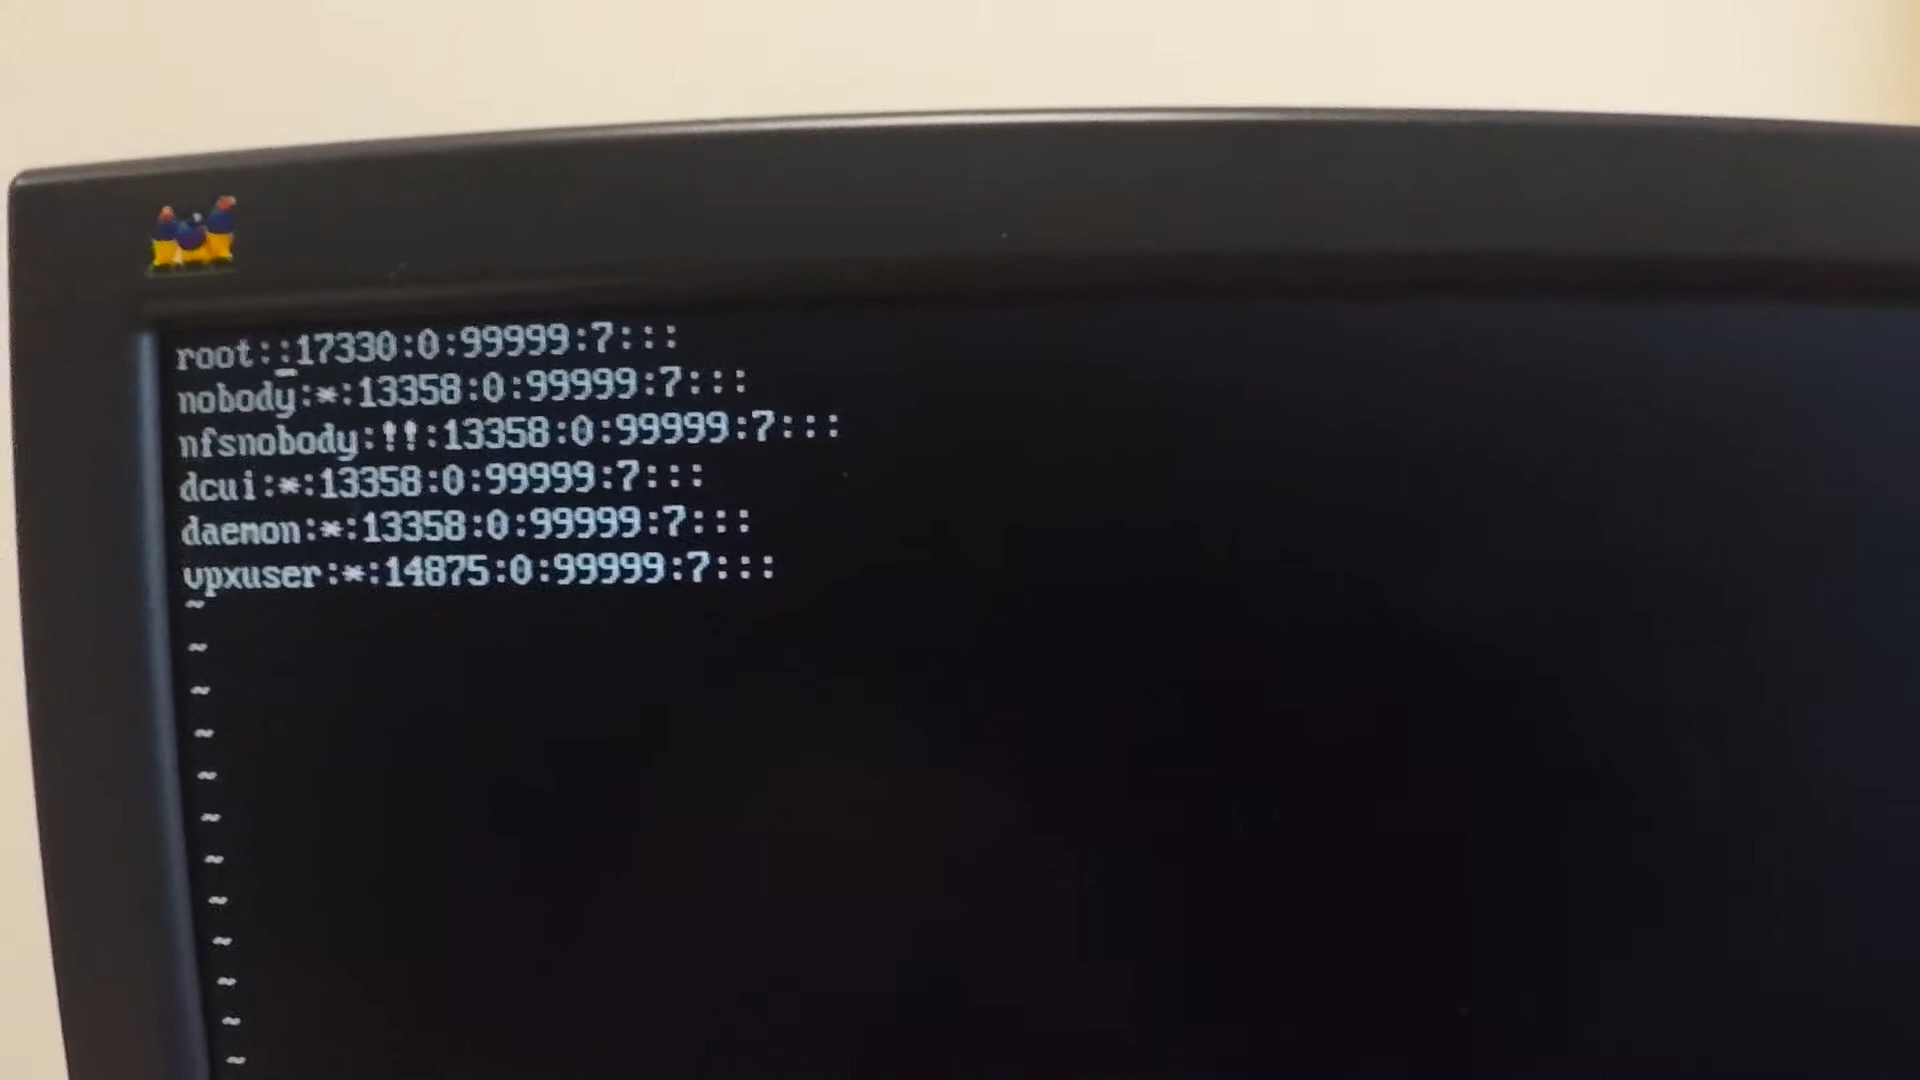 root::17330:0:99999:7:::
nobody:*:13358:0:99999:7:::
nfsnobody:!!:13358:0:99999:7:::
dcui:*:13358:0:99999:7:::
daemon:*:13358:0:99999:7:::
vpxuser:*:14875:0:99999:7:::
~
~
~
~
~
~
~
~
~
~
~
~